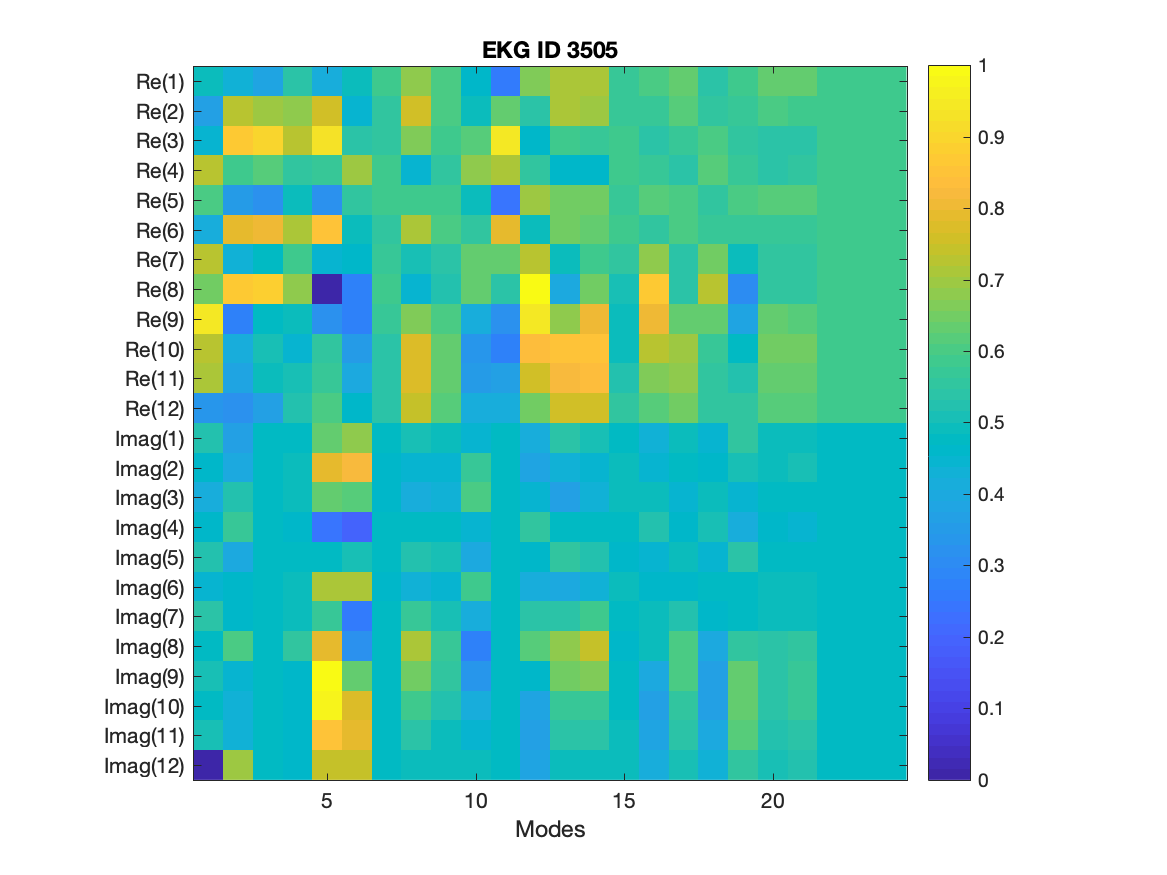 EKG ID 3505
Re(1)
Re(2)
Re(3)
Re(4)
Re(5)
Re(6)
Re(7)
Re(8)
Re(9)
Re(10)
Re(11)
Re(12)
Imag(1)
Imag(2)
Imag(3)
Imag(4)
Imag(5)
Imag(6)
Imag(7)
Imag(8)
Imag(9)
Imag(10)
Imag(11)
Imag(12)
5 10 15 20
Modes
1
0.9
0.8
0.7
0.6
0.5
0.4
0.3
0.2
0.1
0